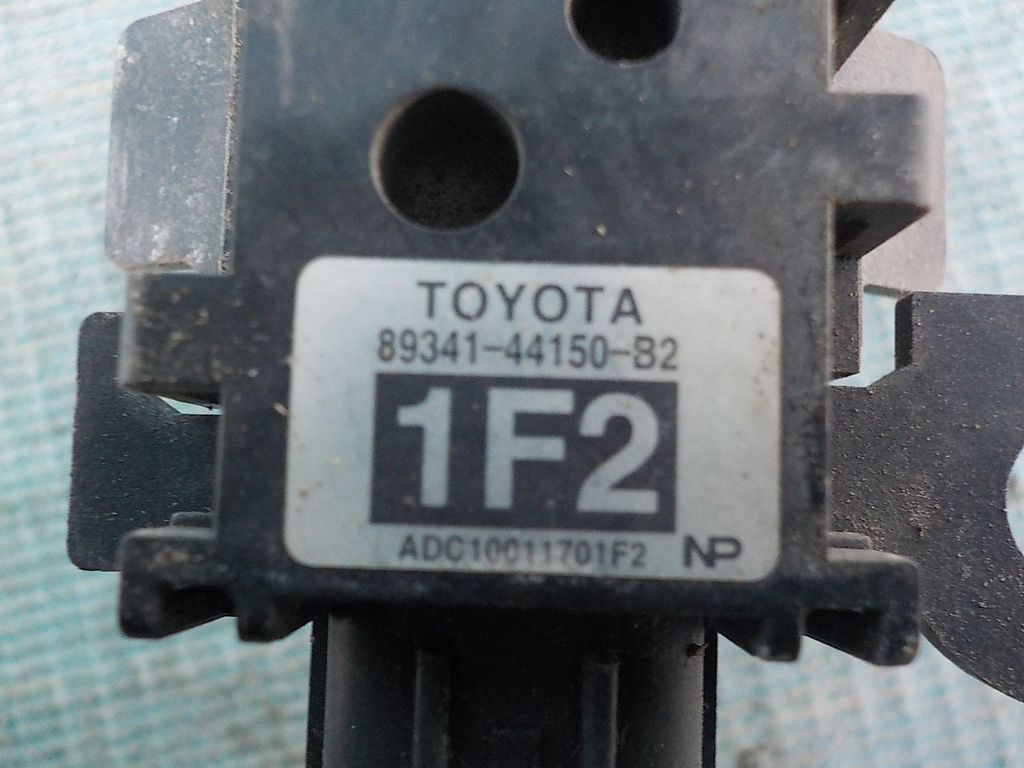 TOYOTA
89341-44150-B2
1F2
ADC10011701F2 NP